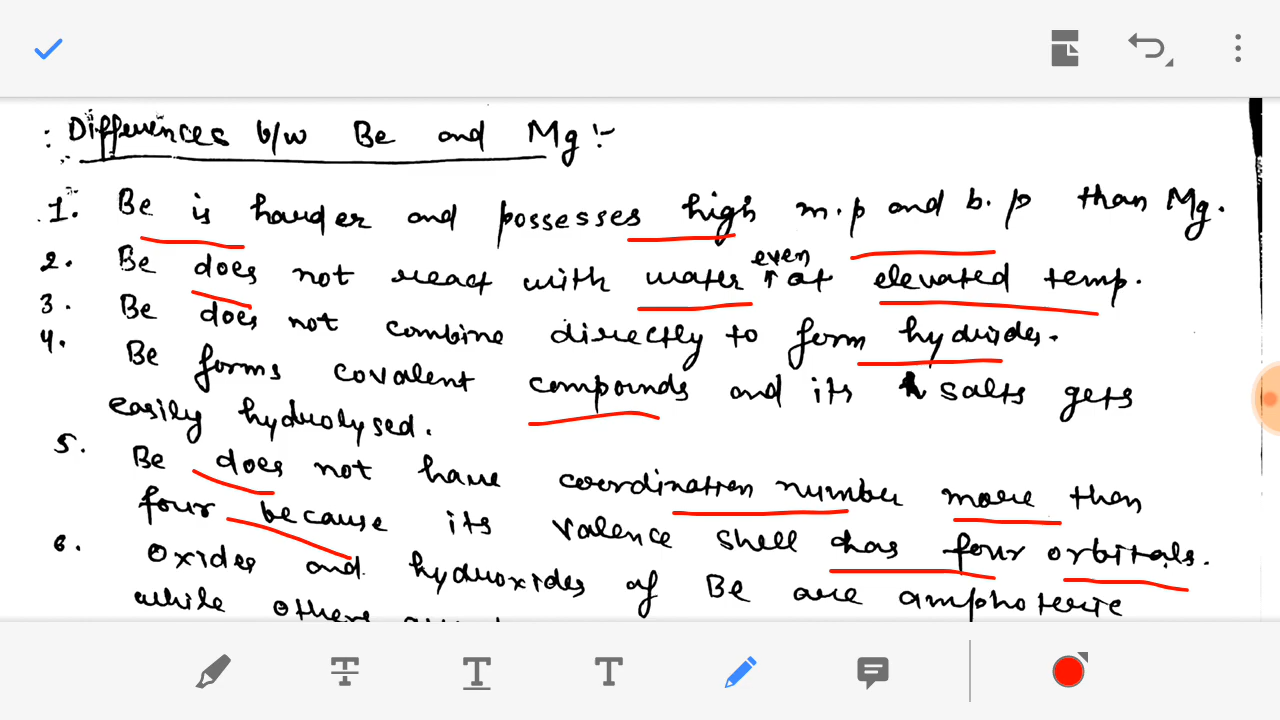 : Differences b/w Be and Mg :-
1. Be is harder and possesses high m.p and b.p than Mg.
2. Be does not react with water even ↑ at elevated temp.
3. Be does not combine directly to form hydrides.
4. Be forms covalent compounds and its salts gets
easily hydrolysed.
5. Be does not have coordination number more then
four because its valence shell has four orbitals.
6. Oxides and hydroxides of Be are amphoteric
while others